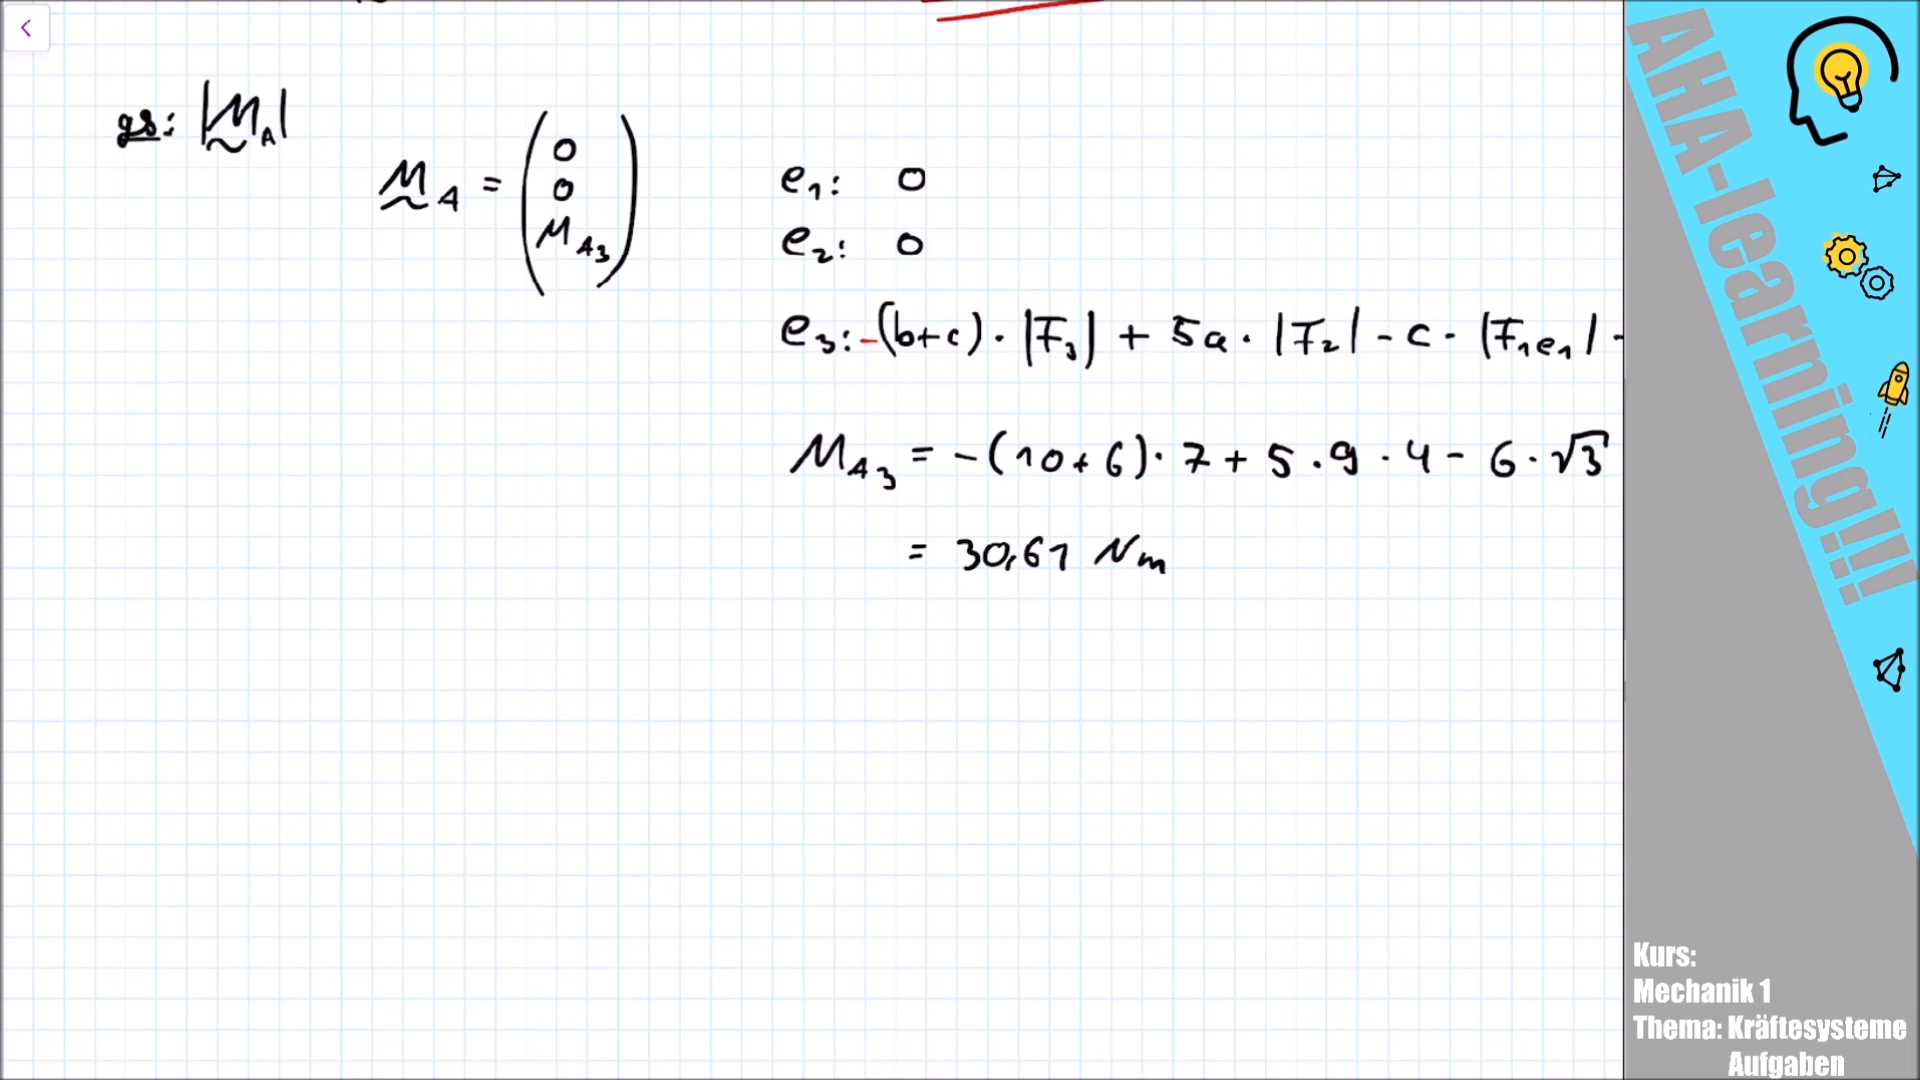 gs: |M_A|
M_A = (0 0 M_A3)
e₁: 0
e₂: 0
e₃: -(b+c) · |F₃| + 5a · |F₂| - c · |F₁e₁| -
M_A3 = -(10+6) · 7 + 5 · 9 · 4 - 6 · √3
= 30,61 Nm
AHA-learning!!!
Kurs:
Mechanik 1
Thema: Kräftesysteme
Aufgaben